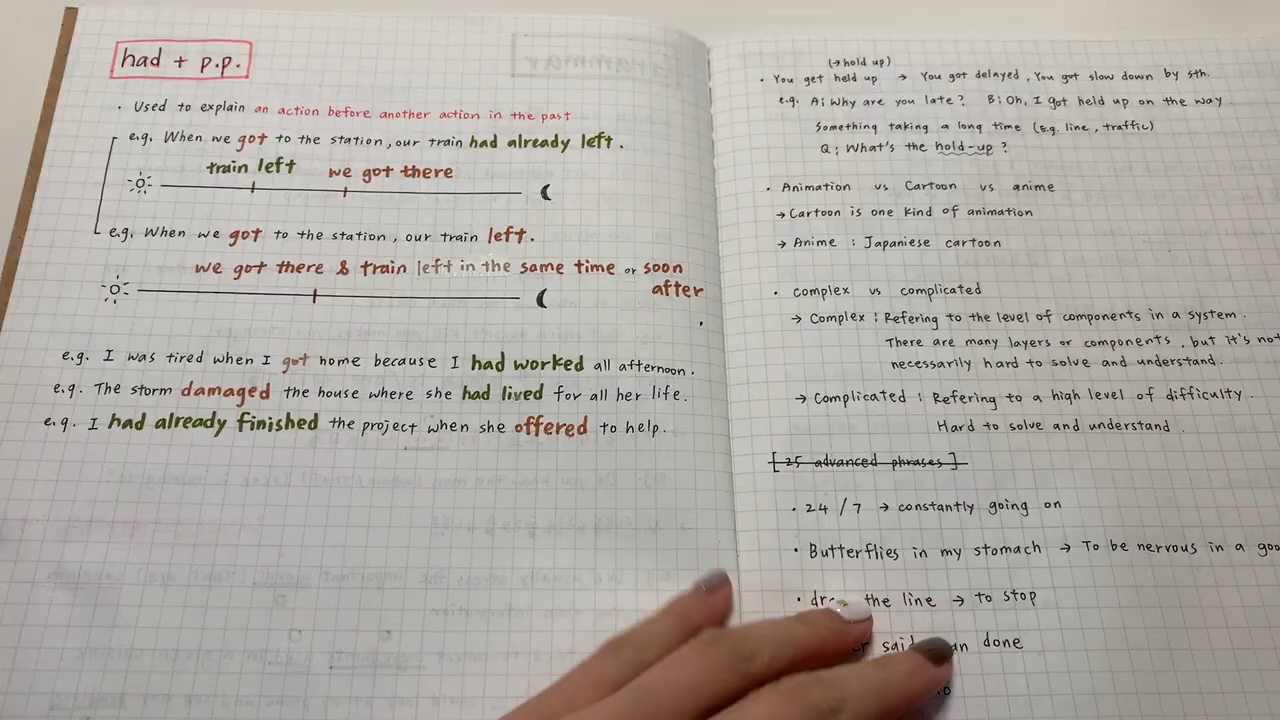 had + p.p.
· Used to explain an action before another action in the past
e.g. When we got to the station, our train had already left.
train left we got there
e.g. When we got to the station, our train left.
we got there & train left in the same time or soon
after
e.g. I was tired when I got home because I had worked all afternoon.
e.g. The storm damaged the house where she had lived for all her life.
e.g. I had already finished the project when she offered to help.
(→ hold up)
· You get held up → You got delayed, You got slow down by sth.
e.g. A: Why are you late? B: Oh, I got held up on the way
Something taking a long time (E.g. line, traffic)
Q: What's the hold-up?
· Animation vs Cartoon vs anime
→ Cartoon is one kind of animation
→ Anime : Japaniese cartoon
· complex vs complicated
→ Complex : Refering to the level of components in a system.
There are many layers or components, but it's not
necessarily hard to solve and understand.
→ Complicated : Refering to a high level of difficulty.
Hard to solve and understand.
[25 advanced phrases]
· 24/7 → constantly going on
· Butterflies in my stomach → To be nervous in a goo
· the line → to stop
said done